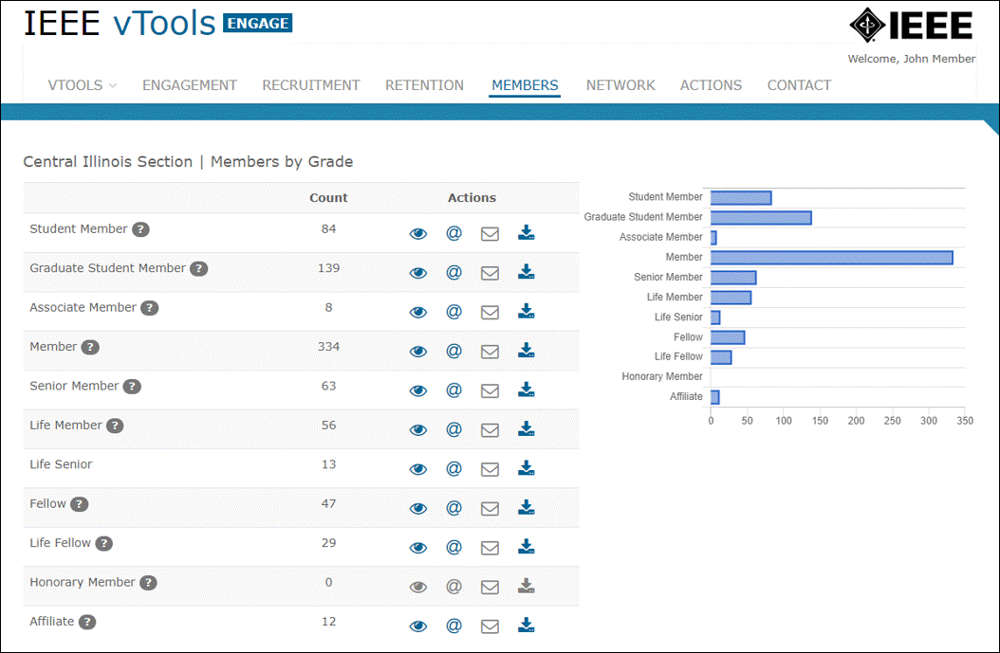 IEEE vTools ENGAGE
IEEE
Welcome, John Member
VTOOLS ENGAGEMENT RECRUITMENT RETENTION MEMBERS NETWORK ACTIONS CONTACT
Central Illinois Section | Members by Grade
Count Actions
Student Member ? 84 @
Graduate Student Member ? 139 @
Associate Member ? 8 @
Member ? 334 @
Senior Member ? 63 @
Life Member ? 56 @
Life Senior 13 @
Fellow ? 47 @
Life Fellow ? 29 @
Honorary Member ? 0 @
Affiliate ? 12 @
Student Member
Graduate Student Member
Associate Member
Member
Senior Member
Life Member
Life Senior
Fellow
Life Fellow
Honorary Member
Affiliate
0 50 100 150 200 250 300 350